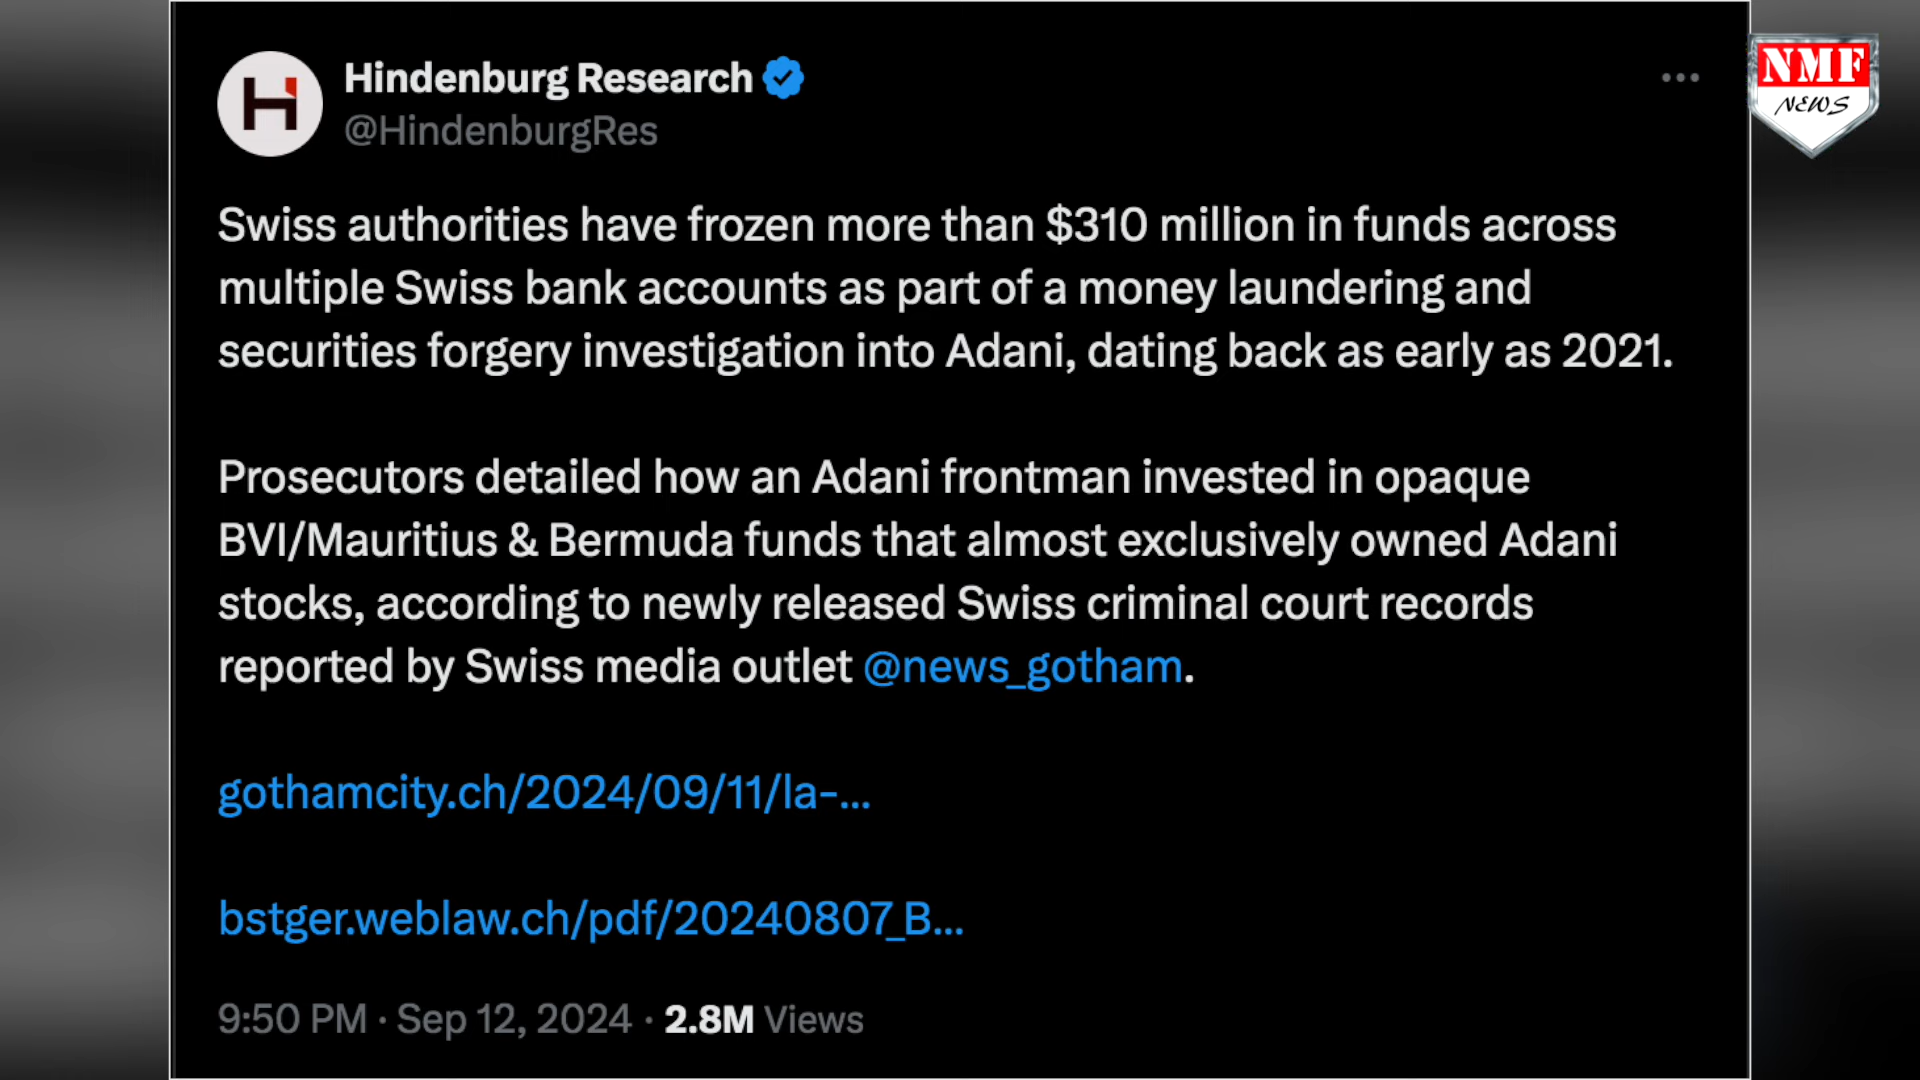 Hindenburg Research
@HindenburgRes
NMF
NEWS
Swiss authorities have frozen more than $310 million in funds across
multiple Swiss bank accounts as part of a money laundering and
securities forgery investigation into Adani, dating back as early as 2021.
Prosecutors detailed how an Adani frontman invested in opaque
BVI/Mauritius & Bermuda funds that almost exclusively owned Adani
stocks, according to newly released Swiss criminal court records
reported by Swiss media outlet @news_gotham.
gothamcity.ch/2024/09/11/la-...
bstger.weblaw.ch/pdf/20240807_B...
9:50 PM · Sep 12, 2024 · 2.8M Views